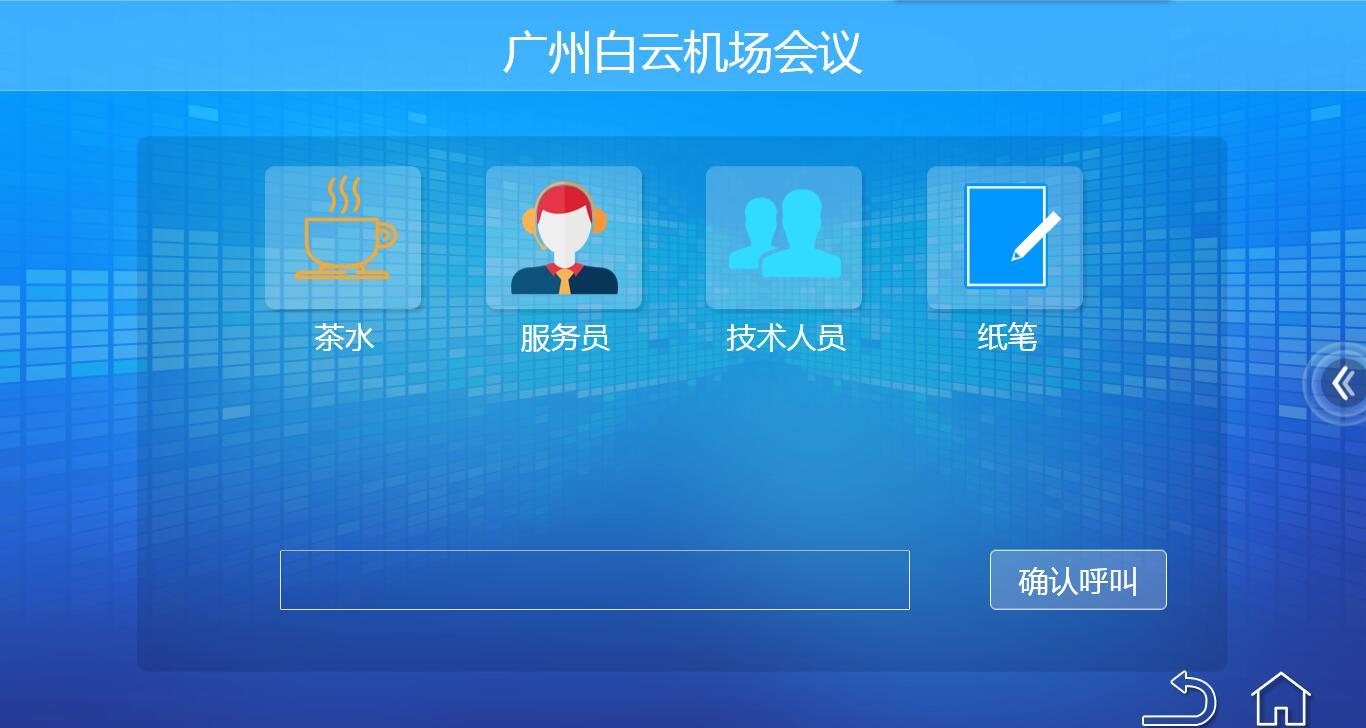 广州白云机场会议
茶水
服务员
技术人员
纸笔
确认呼叫